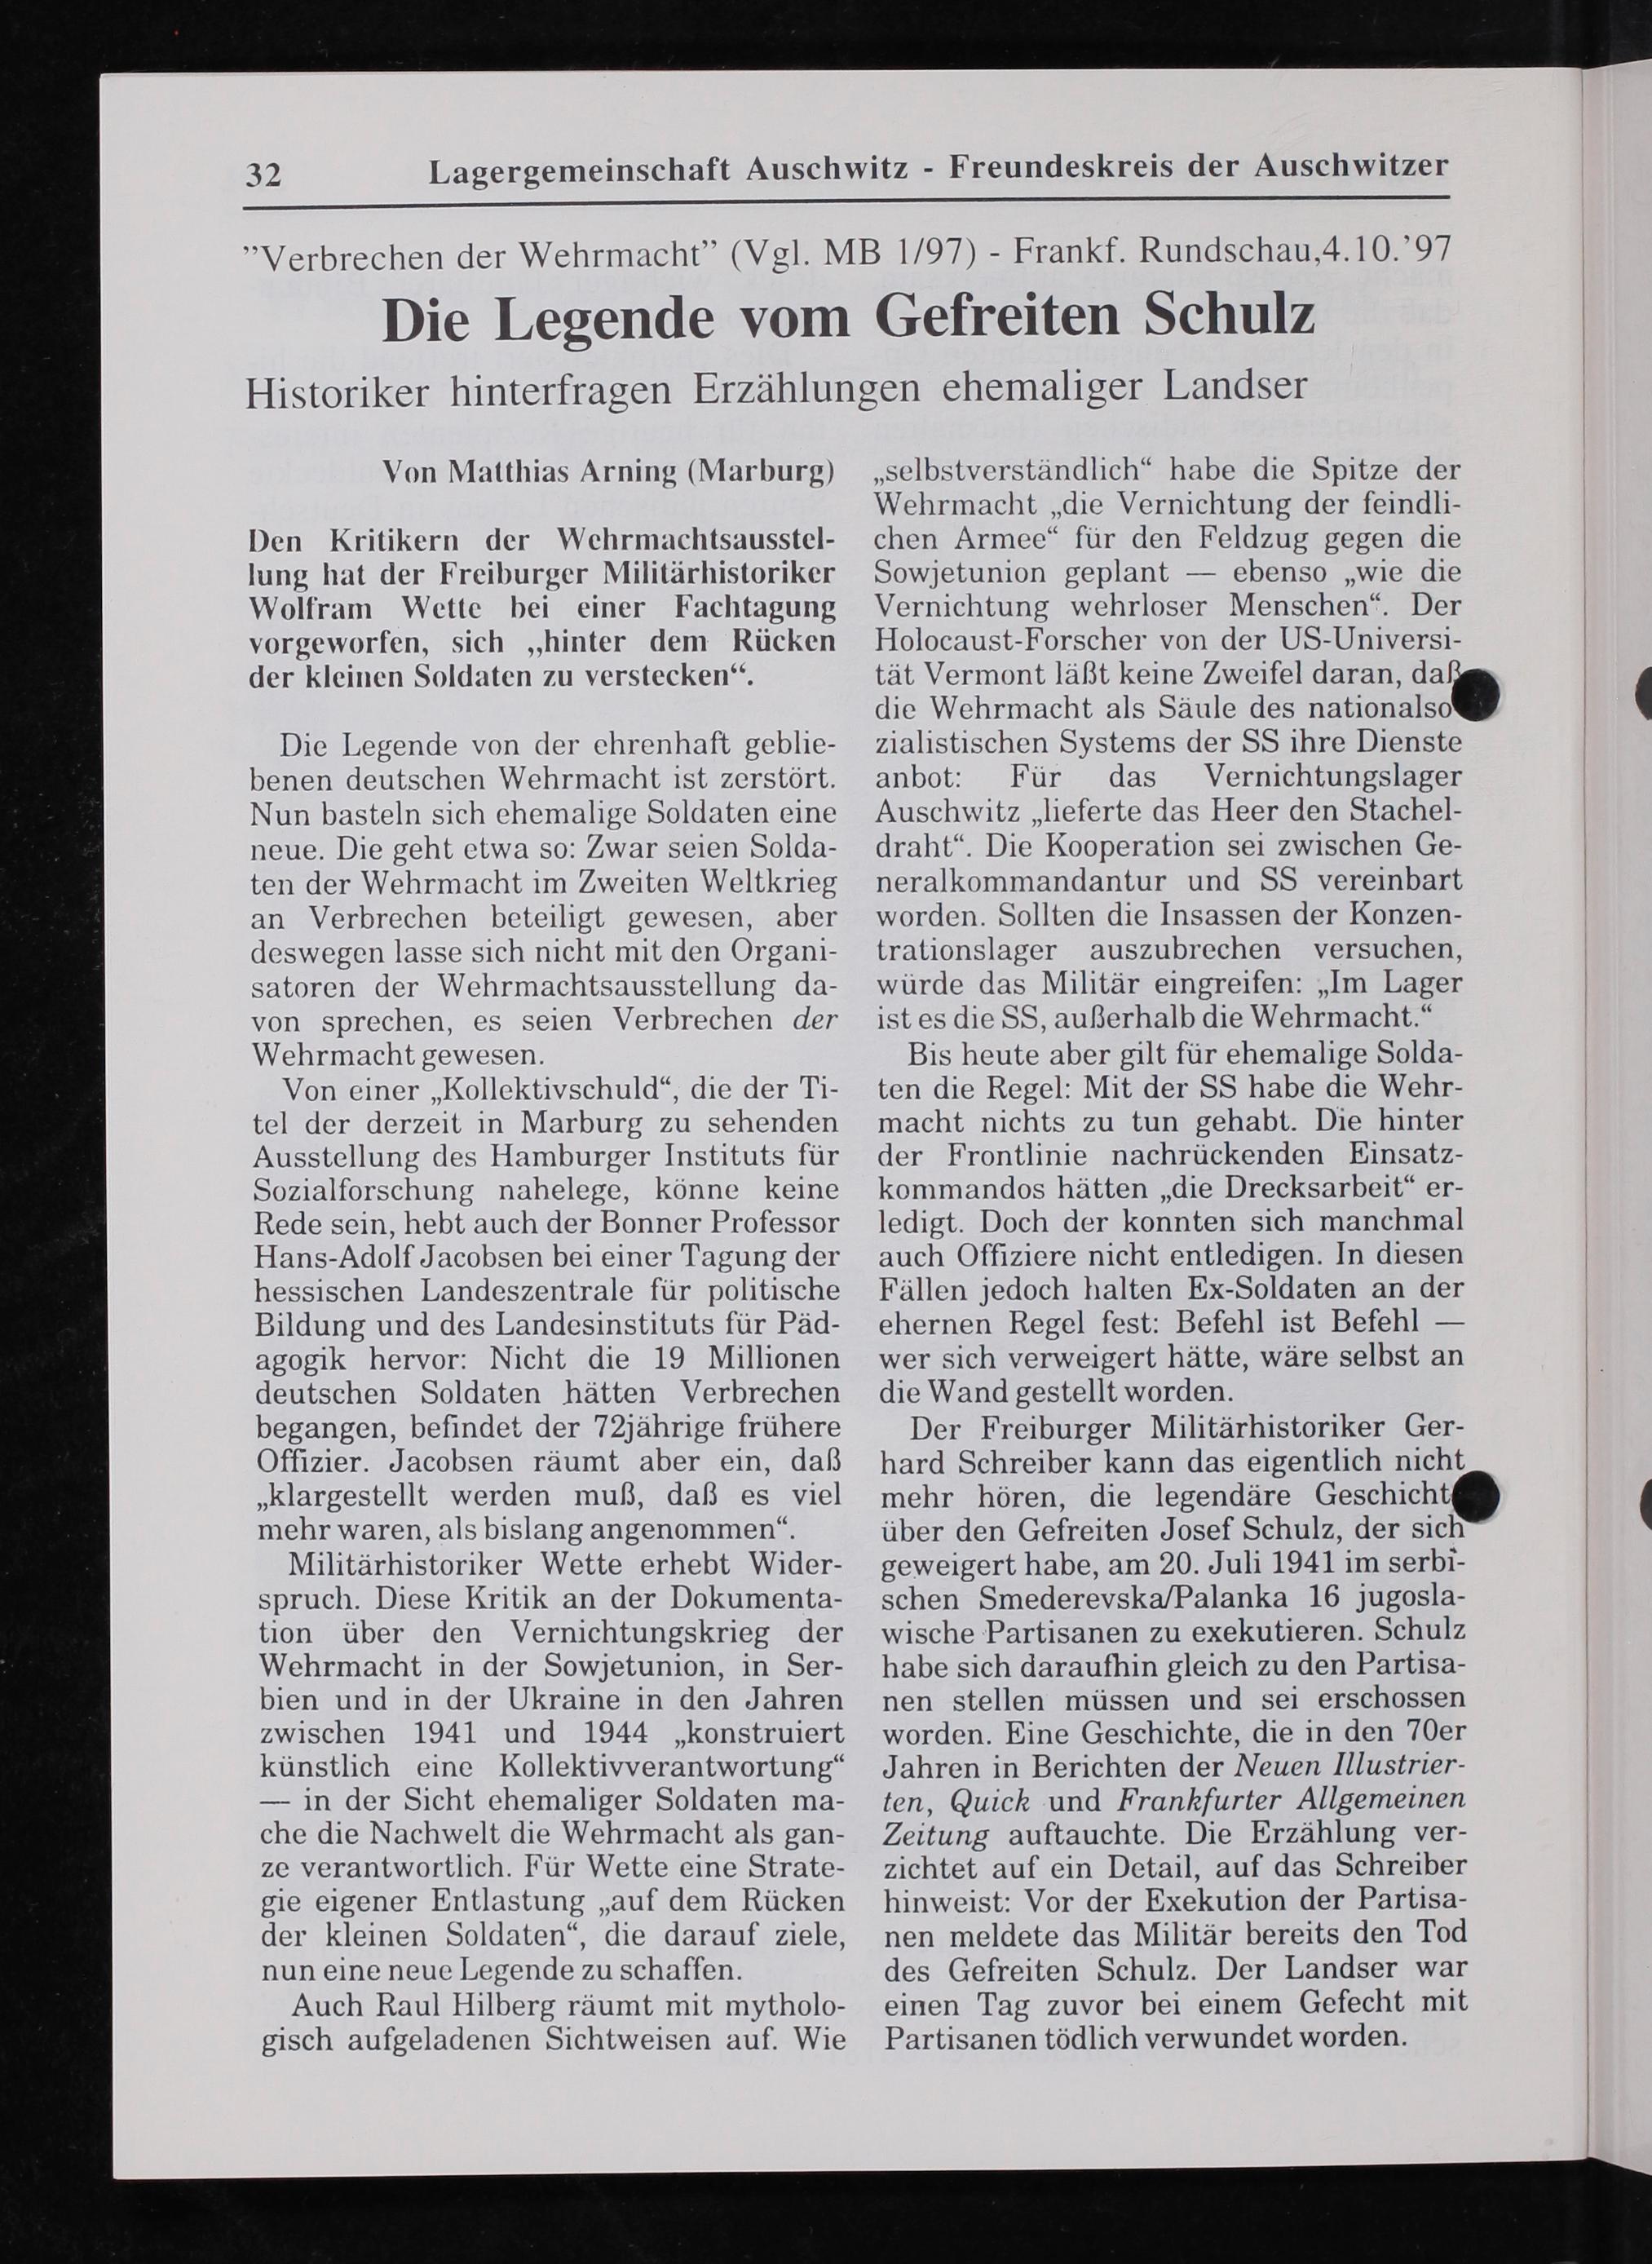 32 Lagergemeinschaft Auschwitz - Freundeskreis der Auschwitzer
”Verbrechen der Wehrmacht” (Vgl. MB 1/97) - Frankf. Rundschau,4.10.’97
Die Legende vom Gefreiten Schulz
Historiker hinterfragen Erzählungen ehemaliger Landser
Von Matthias Arning (Marburg)
Den Kritikern der Wehrmachtsausstel-
lung hat der Freiburger Militärhistoriker
Wolfram Wette bei einer Fachtagung
vorgeworfen, sich „hinter dem Rücken
der kleinen Soldaten zu verstecken“.
Die Legende von der ehrenhaft geblie-
benen deutschen Wehrmacht ist zerstört.
Nun basteln sich ehemalige Soldaten eine
neue. Die geht etwa so: Zwar seien Solda-
ten der Wehrmacht im Zweiten Weltkrieg
an Verbrechen beteiligt gewesen, aber
deswegen lasse sich nicht mit den Organi-
satoren der Wehrmachtsausstellung da-
von sprechen, es seien Verbrechen der
Wehrmacht gewesen.
Von einer „Kollektivschuld“, die der Ti-
tel der derzeit in Marburg zu sehenden
Ausstellung des Hamburger Instituts für
Sozialforschung nahelege, könne keine
Rede sein, hebt auch der Bonner Professor
Hans-Adolf Jacobsen bei einer Tagung der
hessischen Landeszentrale für politische
Bildung und des Landesinstituts für Päd-
agogik hervor: Nicht die 19 Millionen
deutschen Soldaten hätten Verbrechen
begangen, befindet der 72jährige frühere
Offizier. Jacobsen räumt aber ein, daß
„klargestellt werden muß, daß es viel
mehr waren, als bislang angenommen“.
Militärhistoriker Wette erhebt Wider-
spruch. Diese Kritik an der Dokumenta-
tion über den Vernichtungskrieg der
Wehrmacht in der Sowjetunion, in Ser-
bien und in der Ukraine in den Jahren
zwischen 1941 und 1944 „konstruiert
künstlich eine Kollektivverantwortung“
— in der Sicht ehemaliger Soldaten ma-
che die Nachwelt die Wehrmacht als gan-
ze verantwortlich. Für Wette eine Strate-
gie eigener Entlastung „auf dem Rücken
der kleinen Soldaten“, die darauf ziele,
nun eine neue Legende zu schaffen.
Auch Raul Hilberg räumt mit mytholo-
gisch aufgeladenen Sichtweisen auf. Wie
„selbstverständlich“ habe die Spitze der
Wehrmacht „die Vernichtung der feindli-
chen Armee“ für den Feldzug gegen die
Sowjetunion geplant — ebenso „wie die
Vernichtung wehrloser Menschen“. Der
Holocaust-Forscher von der US-Universi-
tät Vermont läßt keine Zweifel daran, daß
die Wehrmacht als Säule des nationalso
zialistischen Systems der SS ihre Dienste
anbot: Für das Vernichtungslager
Auschwitz „lieferte das Heer den Stachel-
draht“. Die Kooperation sei zwischen Ge-
neralkommandantur und SS vereinbart
worden. Sollten die Insassen der Konzen-
trationslager auszubrechen versuchen,
würde das Militär eingreifen: „Im Lager
ist es die SS, außerhalb die Wehrmacht.“
Bis heute aber gilt für ehemalige Solda-
ten die Regel: Mit der SS habe die Wehr-
macht nichts zu tun gehabt. Die hinter
der Frontlinie nachrückenden Einsatz-
kommandos hätten „die Drecksarbeit“ er-
ledigt. Doch der konnten sich manchmal
auch Offiziere nicht entledigen. In diesen
Fällen jedoch halten Ex-Soldaten an der
ehernen Regel fest: Befehl ist Befehl —
wer sich verweigert hätte, wäre selbst an
die Wand gestellt worden.
Der Freiburger Militärhistoriker Ger-
hard Schreiber kann das eigentlich nicht
mehr hören, die legendäre Geschicht
über den Gefreiten Josef Schulz, der sich
geweigert habe, am 20. Juli 1941 im serbi-
schen Smederevska/Palanka 16 jugosla-
wische Partisanen zu exekutieren. Schulz
habe sich daraufhin gleich zu den Partisa-
nen stellen müssen und sei erschossen
worden. Eine Geschichte, die in den 70er
Jahren in Berichten der Neuen Illustrier-
ten, Quick und Frankfurter Allgemeinen
Zeitung auftauchte. Die Erzählung ver-
zichtet auf ein Detail, auf das Schreiber
hinweist: Vor der Exekution der Partisa-
nen meldete das Militär bereits den Tod
des Gefreiten Schulz. Der Landser war
einen Tag zuvor bei einem Gefecht mit
Partisanen tödlich verwundet worden.